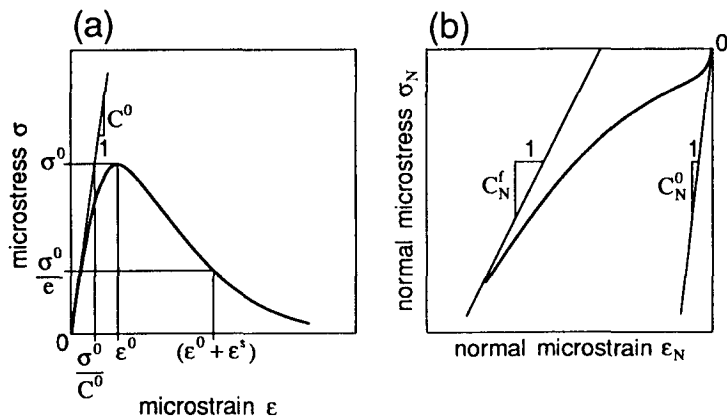 (a)
C⁰
1
σ⁰
σ⁰/e
microstress σ
0
σ⁰/C⁰
ε⁰
(ε⁰ + εˢ)
microstrain ε
(b)
0
1
C_N^f
1
C_N^0
normal microstress σ_N
normal microstrain ε_N